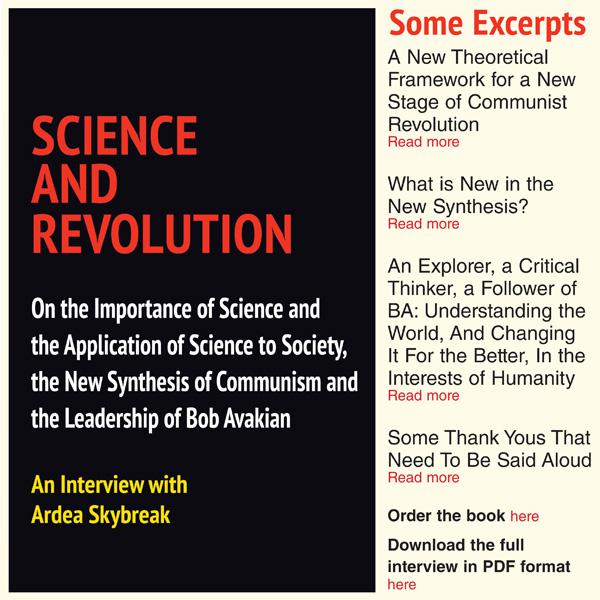 SCIENCE
AND
REVOLUTION
On the Importance of Science and
the Application of Science to Society,
the New Synthesis of Communism and
the Leadership of Bob Avakian
An Interview with
Ardea Skybreak
Some Excerpts
A New Theoretical
Framework for a New
Stage of Communist
Revolution
Read more
What is New in the
New Synthesis?
Read more
An Explorer, a Critical
Thinker, a Follower of
BA: Understanding the
World, And Changing
It For the Better, In the
Interests of Humanity
Read more
Some Thank Yous That
Need To Be Said Aloud
Read more
Order the book here
Download the full
interview in PDF format
here